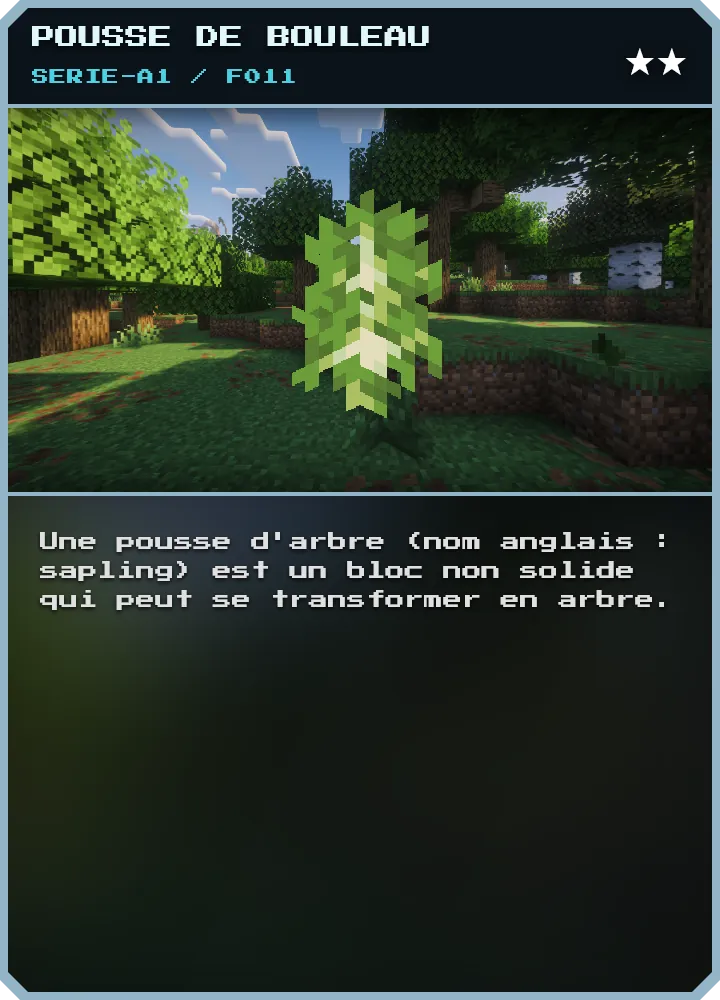 POUSSE DE BOULEAU
SERIE-A1 / F011
★★
Une pousse d'arbre (nom anglais :
sapling) est un bloc non solide
qui peut se transformer en arbre.